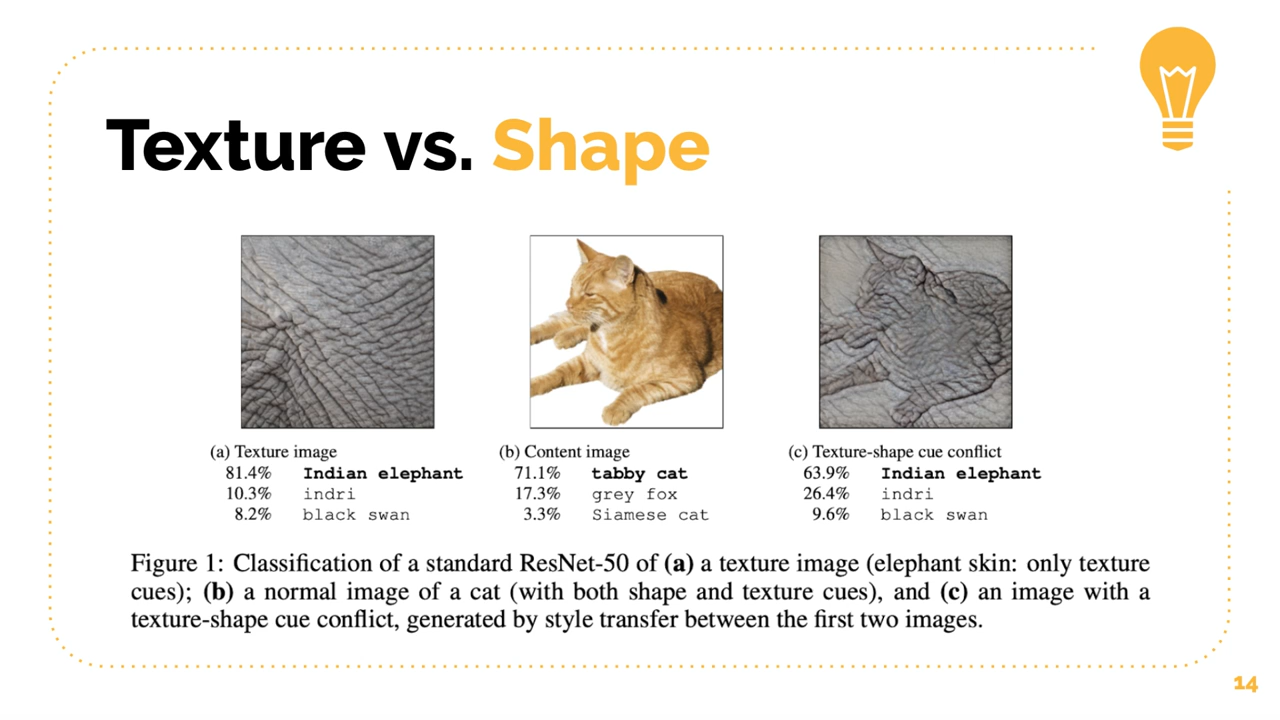 Texture vs. Shape
(a) Texture image
81.4% Indian elephant
10.3% indri
8.2% black swan
(b) Content image
71.1% tabby cat
17.3% grey fox
3.3% Siamese cat
(c) Texture-shape cue conflict
63.9% Indian elephant
26.4% indri
9.6% black swan
Figure 1: Classification of a standard ResNet-50 of (a) a texture image (elephant skin: only texture
cues); (b) a normal image of a cat (with both shape and texture cues), and (c) an image with a
texture-shape cue conflict, generated by style transfer between the first two images.
14